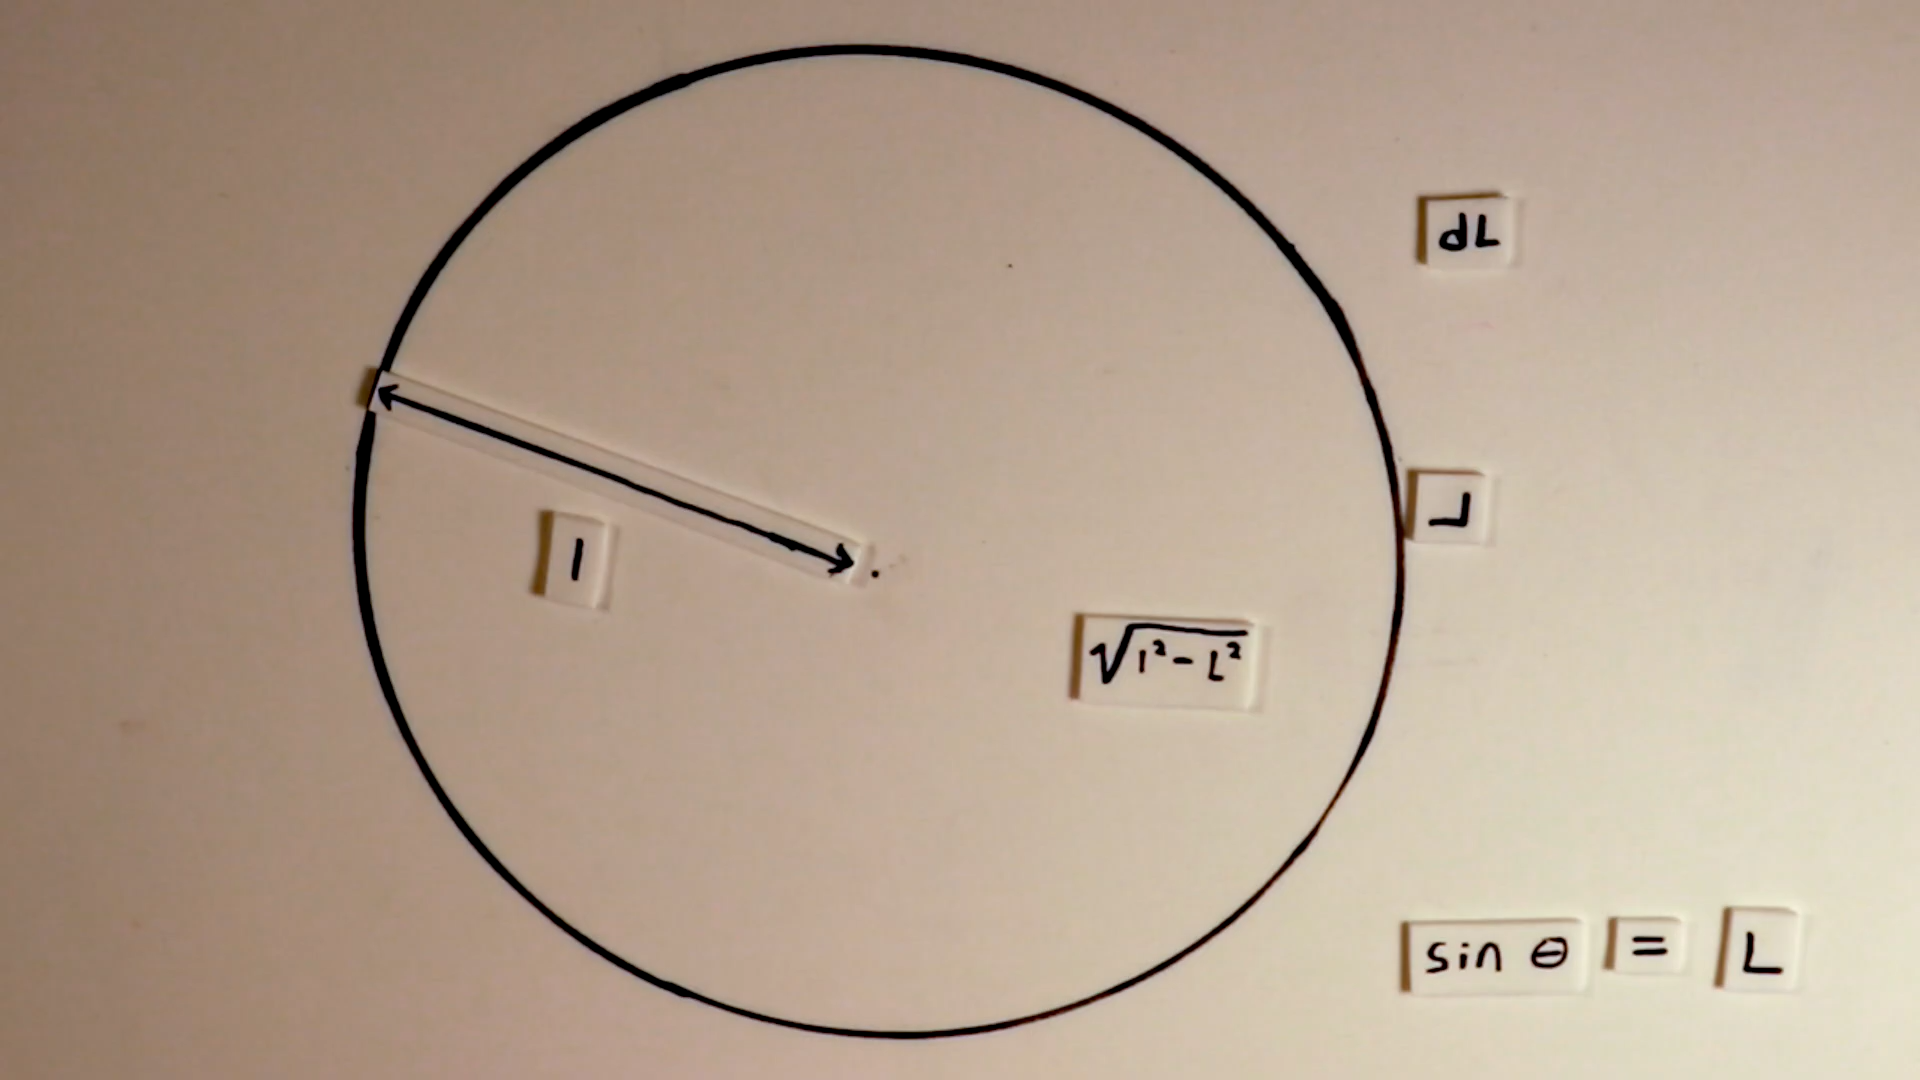 dL
L
1
√1² - L²
sin θ = L